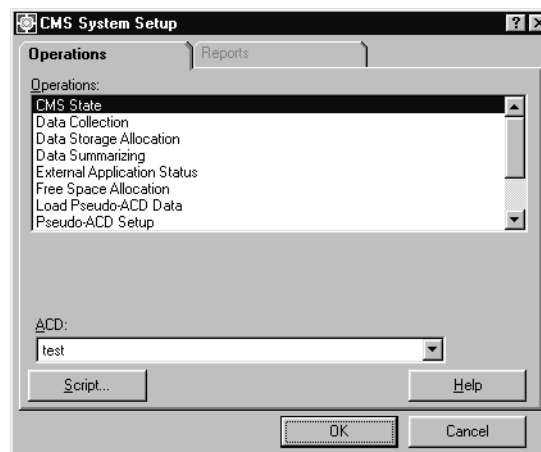 CMS System Setup
Operations Reports
Operations:
CMS State
Data Collection
Data Storage Allocation
Data Summarizing
External Application Status
Free Space Allocation
Load Pseudo-ACD Data
Pseudo-ACD Setup
ACD:
test
Script... Help
OK Cancel